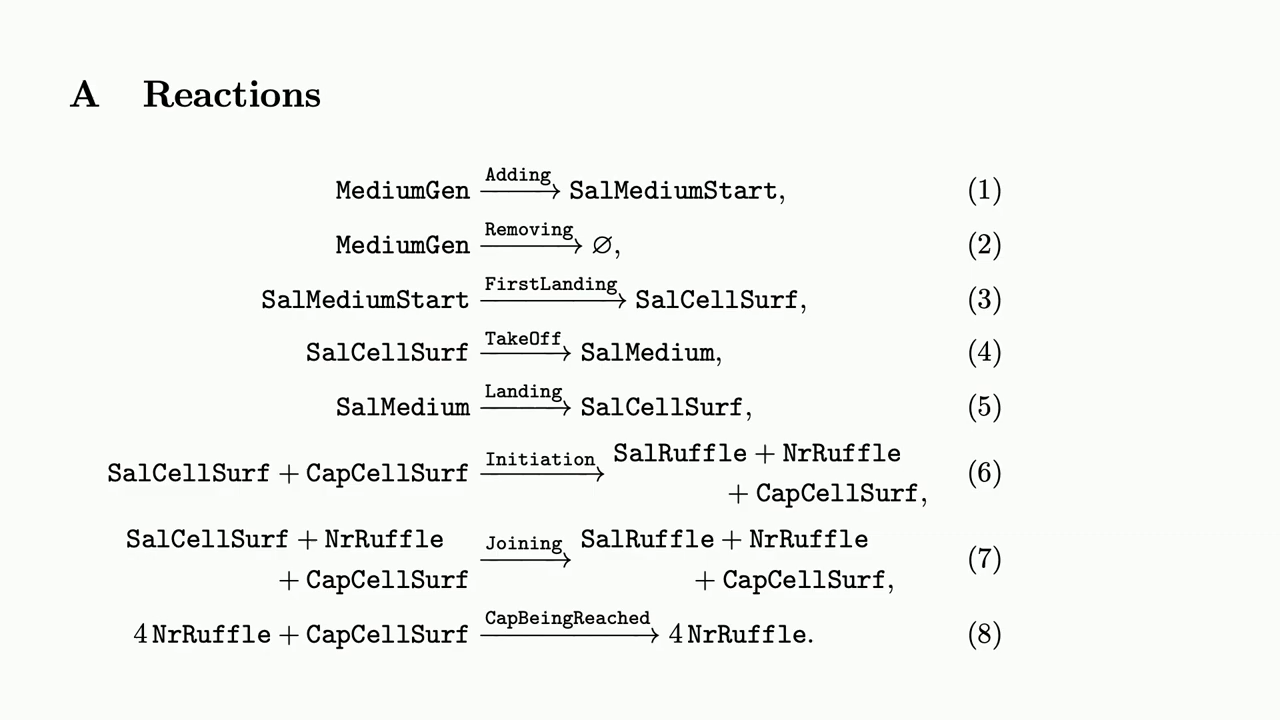 A Reactions
MediumGen Adding⟶ SalMediumStart, (1)
MediumGen Removing⟶ ∅, (2)
SalMediumStart FirstLanding⟶ SalCellSurf, (3)
SalCellSurf TakeOff⟶ SalMedium, (4)
SalMedium Landing⟶ SalCellSurf, (5)
SalCellSurf + CapCellSurf Initiation⟶ SalRuffle + NrRuffle
+ CapCellSurf, (6)
SalCellSurf + NrRuffle
+ CapCellSurf Joining⟶ SalRuffle + NrRuffle
+ CapCellSurf, (7)
4 NrRuffle + CapCellSurf CapBeingReached⟶ 4 NrRuffle. (8)